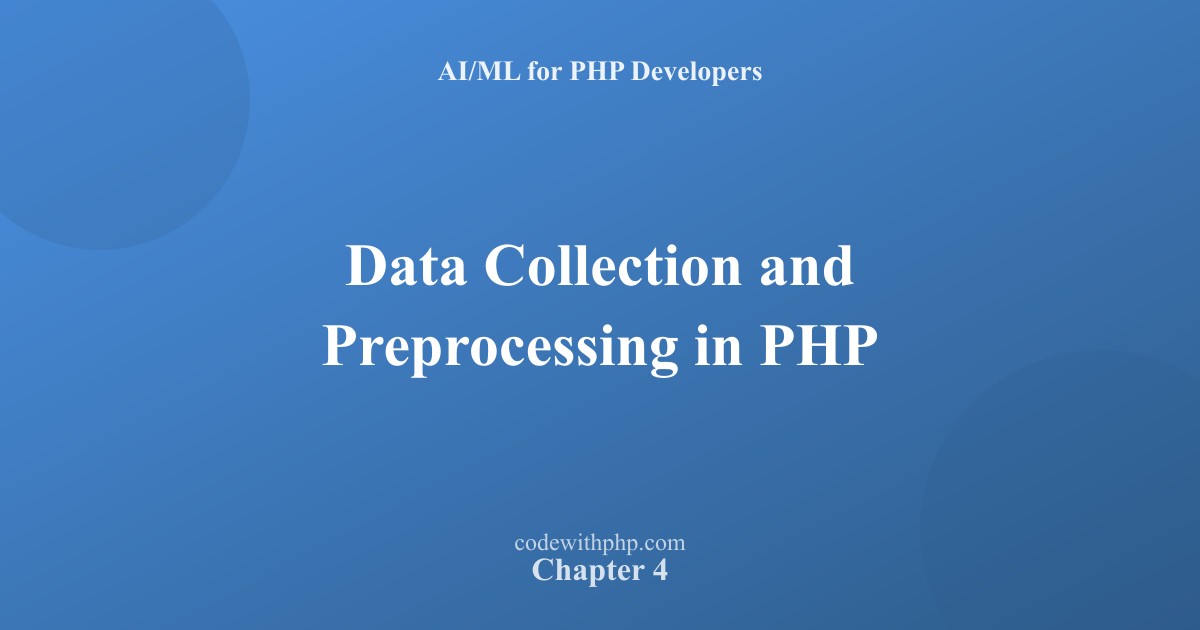 AI/ML for PHP Developers
Data Collection and
Preprocessing in PHP
codewithphp.com
Chapter 4